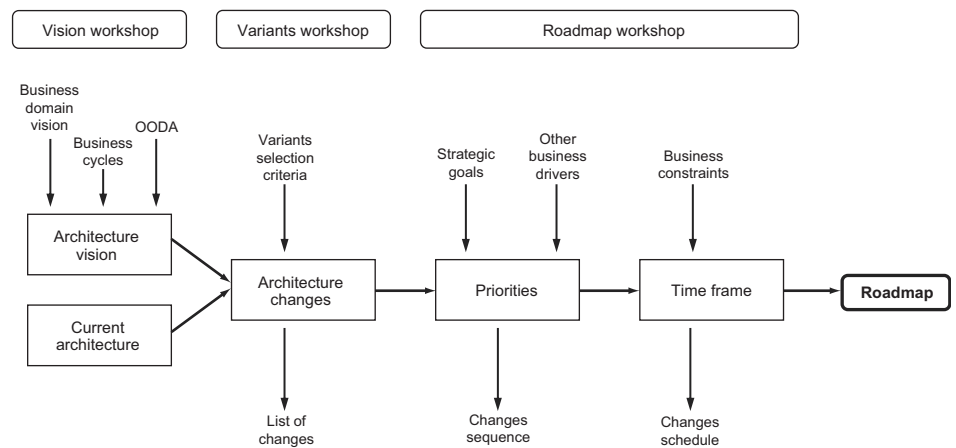 Vision workshop
Variants workshop
Roadmap workshop
Business
domain
vision
Business
cycles
OODA
Variants
selection
criteria
Strategic
goals
Other
business
drivers
Business
constraints
Architecture
vision
Current
architecture
Architecture
changes
Priorities
Time frame
Roadmap
List of
changes
Changes
sequence
Changes
schedule